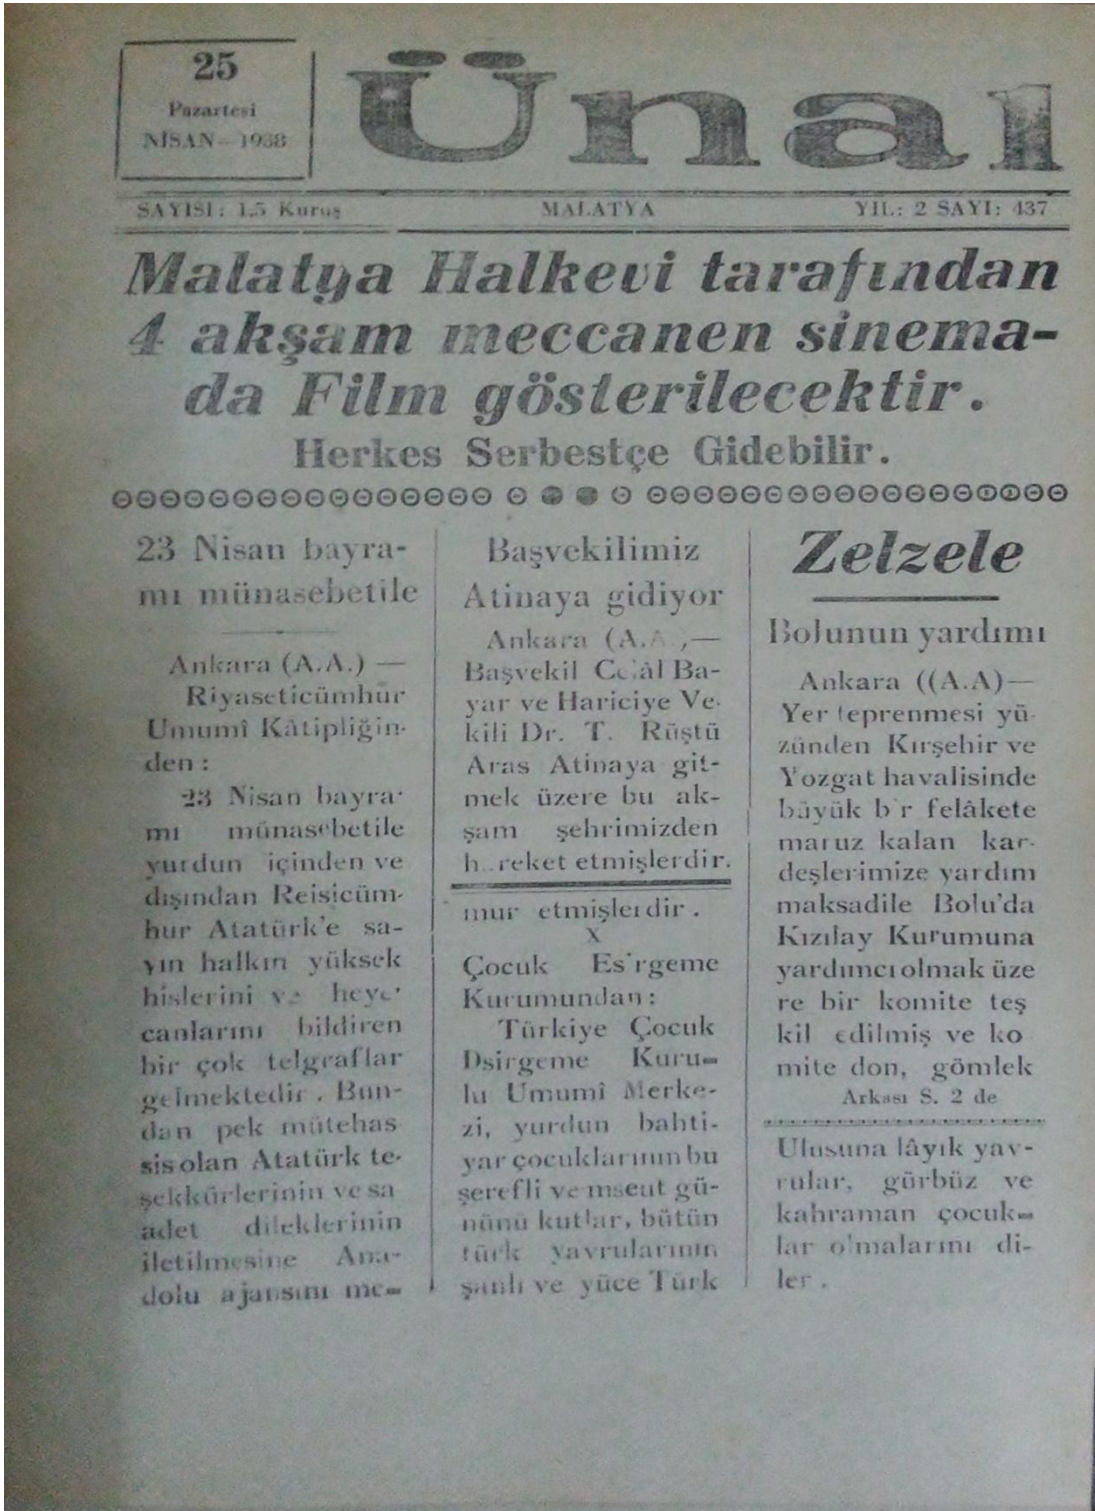 25
Pazartesi
NİSAN — 1938
Ünal
SAYISI: 1,5 Kuruş
MALATYA
YIL: 2 SAYI: 437
Malatya Halkevi tarafından
4 akşam meccanen sinema-
da Film gösterilecektir.
Herkes Serbestçe Gidebilir.
23 Nisan bayra-
mı münasebetile
Ankara (A.A.) —
Riyaseticümhür
Umumî Kâtipliğin-
den:
23 Nisan bayra-
mı münasebetile
yurdun içinden ve
dışından Reisicüm-
hur Atatürk'e sa-
yın halkın yüksek
hislerini ve heye-
canlarını bildiren
bir çok telgraflar
gelmektedir. Bun-
dan pek mütehas
sis olan Atatürk te-
şekkürlerinin ve sa
adet dileklerinin
iletilmesine Ana-
dolu ajansını me-
Başvekilimiz
Atinaya gidiyor
Ankara (A.A.,—
Başvekil Celâl Ba-
yar ve Hariciye Ve-
kili Dr. T. Rüştü
Aras Atinaya git-
mek üzere bu ak-
şam şehrimizden
hareket etmişlerdir.
mur etmişlerdir.
X
Çocuk Esirgeme
Kurumundan:
Türkiye Çocuk
Dsirgeme Kuru-
lu Umumî Merke-
zi, yurdun bahti-
yar çocuklarının bu
şerefli ve mseut gü-
nünü kutlar, bütün
türk yavrularının
şanlı ve yüce Türk
Zelzele
Bolunun yardımı
Ankara ((A.A)—
Yer teprenmesi yü-
zünden Kırşehir ve
Yozgat havalisinde
büyük bir felâkete
maruz kalan kar-
deşlerimize yardım
maksadile Bolu'da
Kızılay Kurumuna
yardımcı olmak üze
re bir komite teş
kil edilmiş ve ko
mite don, gömlek
Arkası S. 2 de
Ulusuna lâyık yav-
rular, gürbüz ve
kahraman çocuk-
lar olmalarını di-
ler.